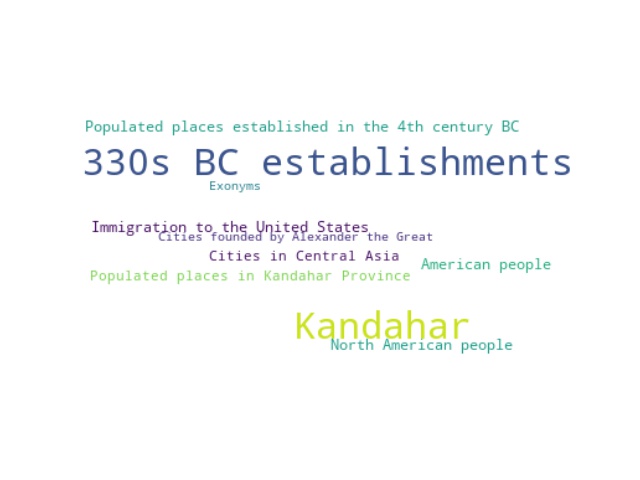 Populated places established in the 4th century BC
330s BC establishments
Exonyms
Immigration to the United States
Cities founded by Alexander the Great
Cities in Central Asia
American people
Populated places in Kandahar Province
Kandahar
North American people